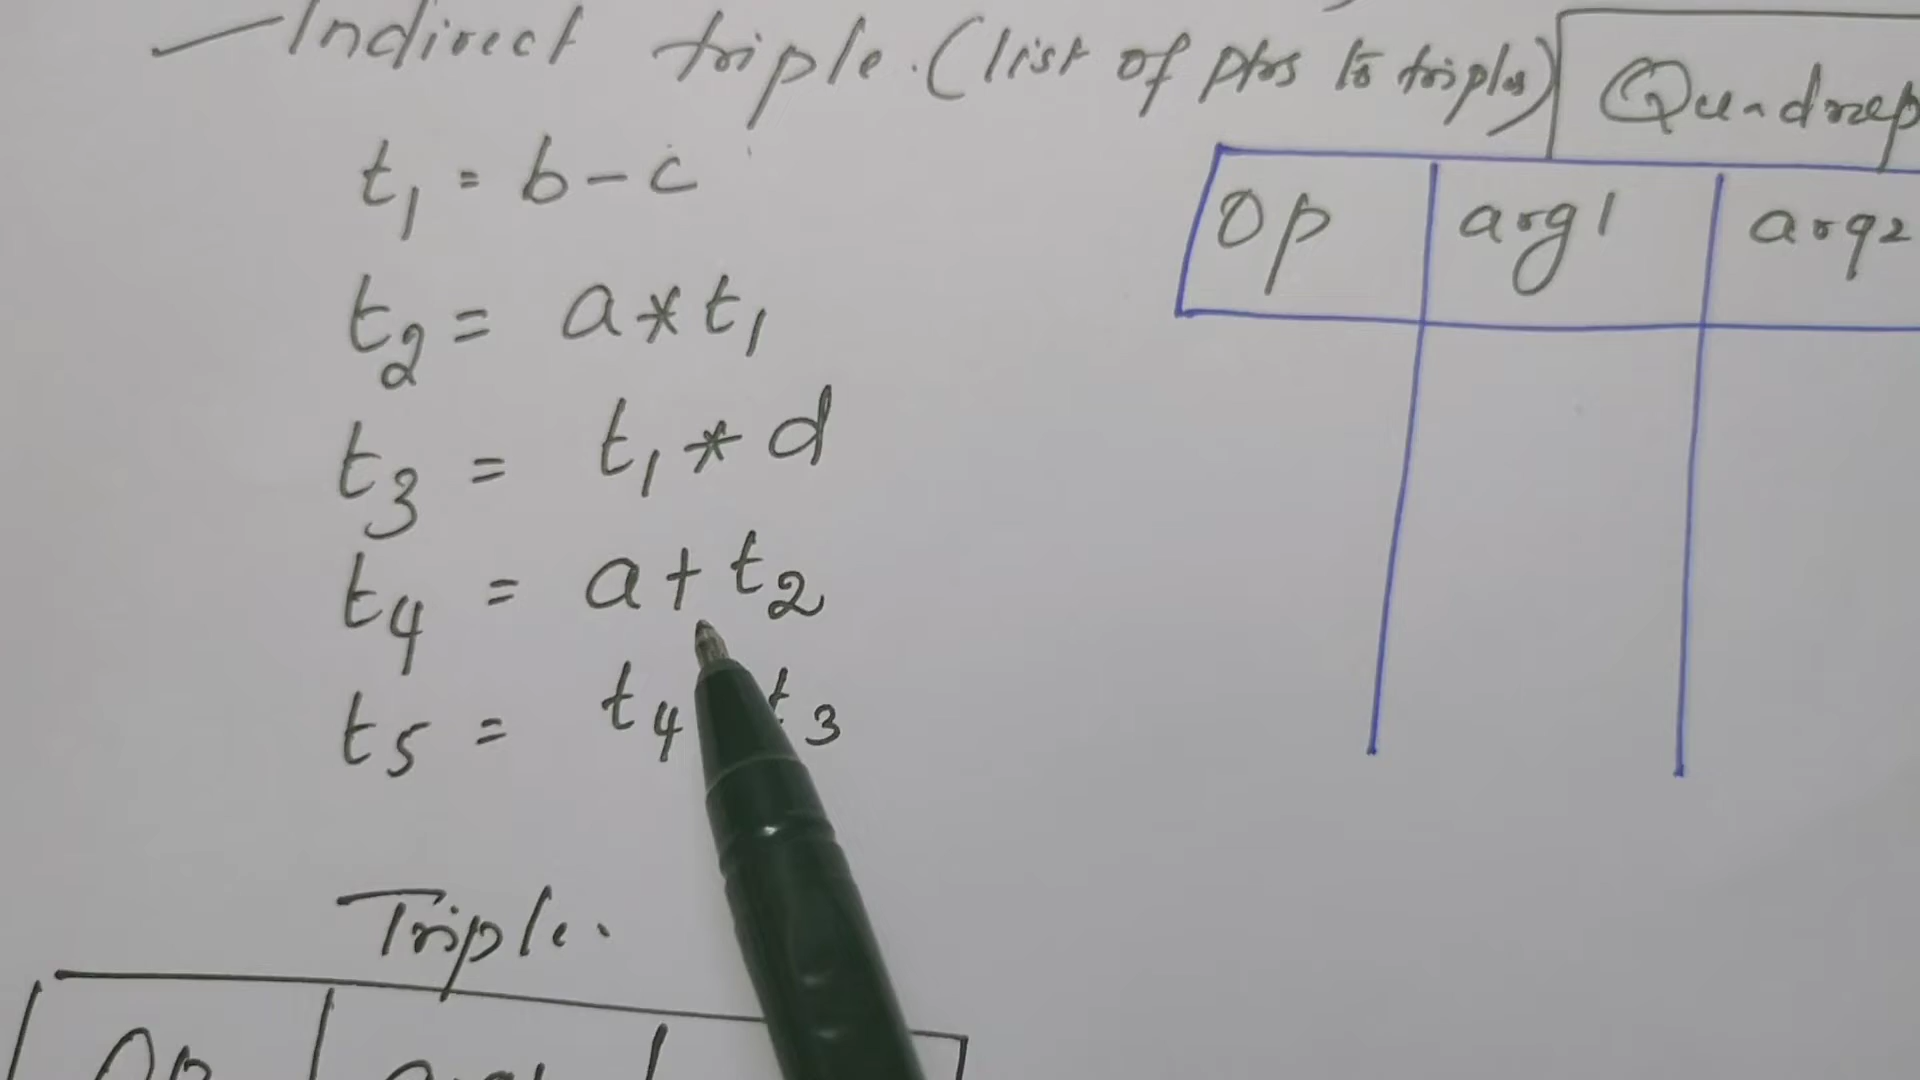 Indirect triple. (list of ptrs to triples)
Quadrup
t1 = b - c
t2 = a * t1
t3 = t1 * d
t4 = a + t2
t5 = t4 t3
Op arg1 arg2
Triple.